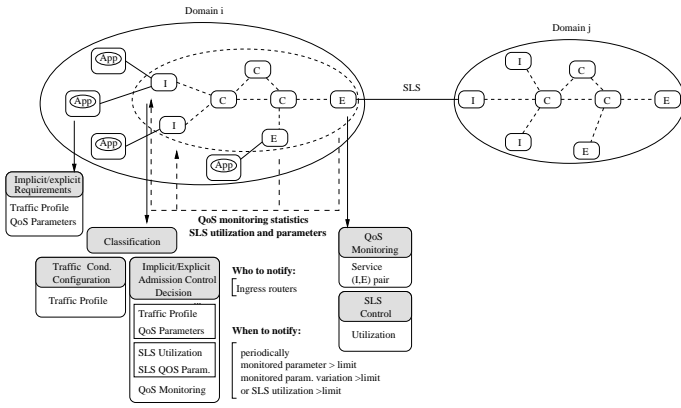 Domain i
Domain j
App
I
C
I
C
App
C
C
E
SLS
I
C
C
E
I
App
App
E
I
E
Implicit/explicit
Requirements
Traffic Profile
QoS Parameters
QoS monitoring statistics
SLS utilization and parameters
Classification
QoS
Monitoring
Service
(I,E) pair
Traffic Cond.
Configuration
Traffic Profile
Implicit/Explicit
Admission Control
Decision
Who to notify:
Ingress routers
SLS
Control
Utilization
Traffic Profile
QoS Parameters
SLS Utilization
SLS QOS Param.
QoS Monitoring
When to notify:
periodically
monitored parameter > limit
monitored param. variation >limit
or SLS utilization >limit